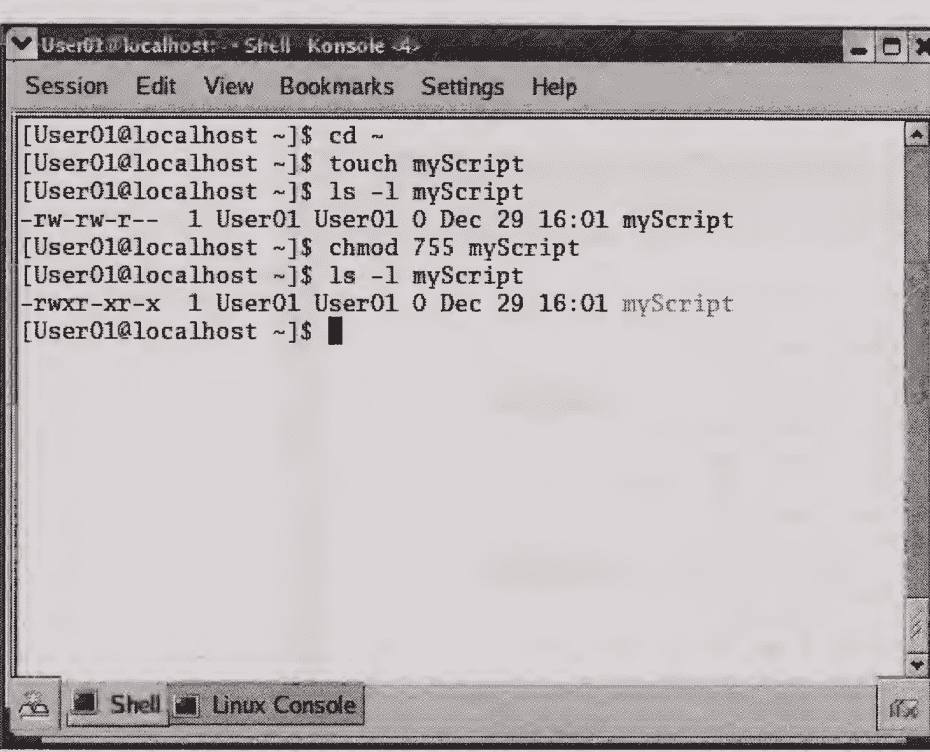 User01@localhost:~ - Shell - Konsole <4>
Session Edit View Bookmarks Settings Help
[User01@localhost ~]$ cd ~
[User01@localhost ~]$ touch myScript
[User01@localhost ~]$ ls -l myScript
-rw-rw-r--  1 User01 User01 0 Dec 29 16:01 myScript
[User01@localhost ~]$ chmod 755 myScript
[User01@localhost ~]$ ls -l myScript
-rwxr-xr-x  1 User01 User01 0 Dec 29 16:01 myScript
[User01@localhost ~]$
Shell Linux Console